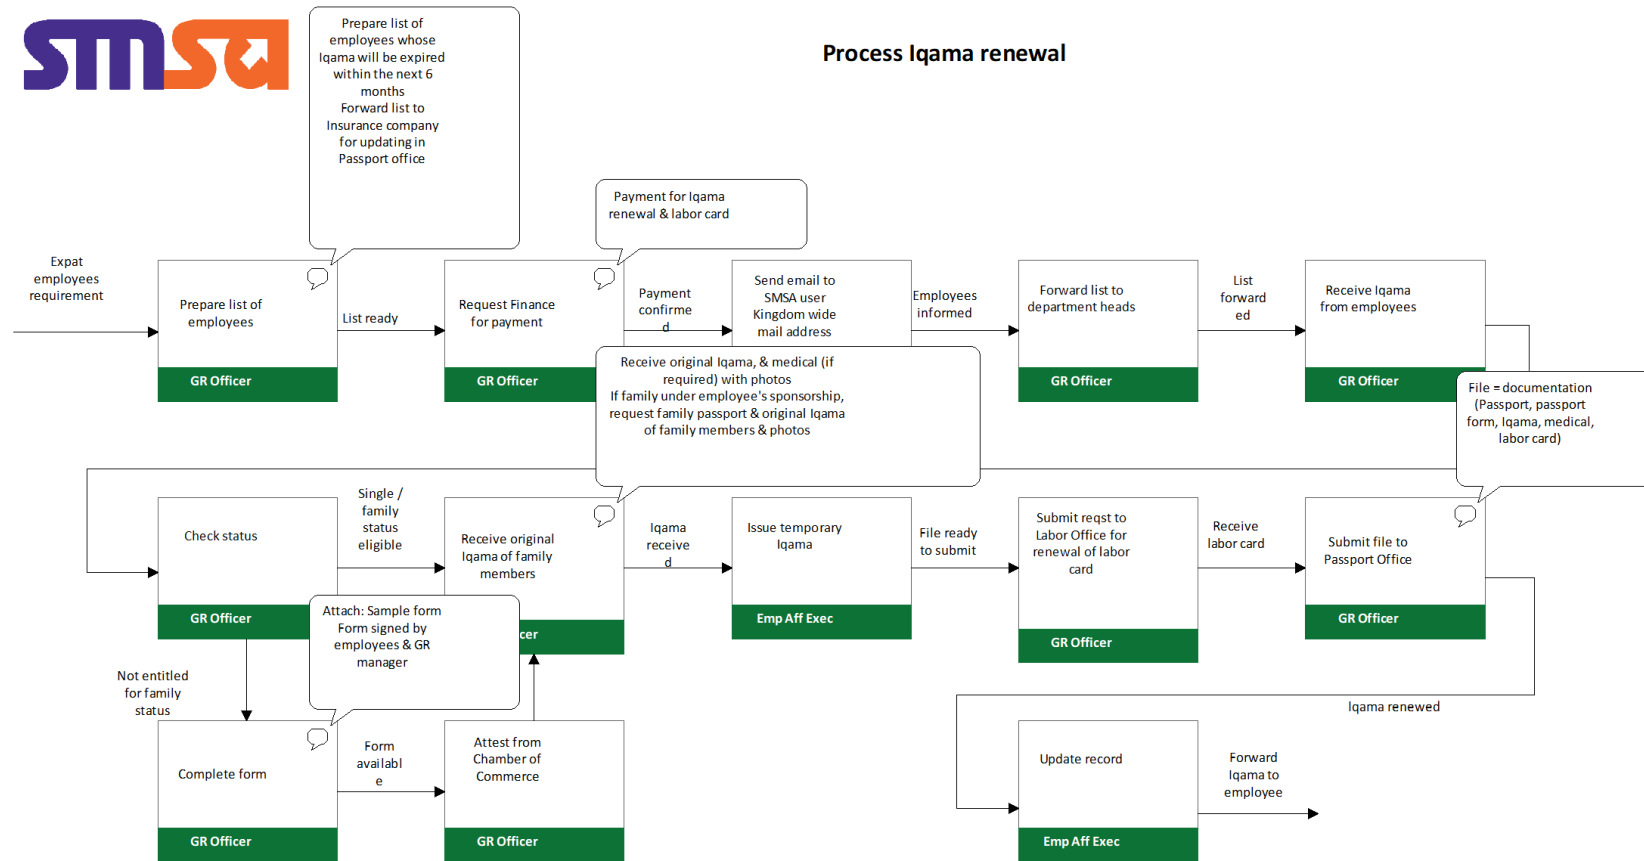 smsa
Process Iqama renewal
Prepare list of
employees whose
Iqama will be expired
within the next 6
months
Forward list to
Insurance company
for updating in
Passport office
Payment for Iqama
renewal & labor card
Expat
employees
requirement
Prepare list of
employees
GR Officer
List ready
Request Finance
for payment
GR Officer
Payment
confirme
d
Send email to
SMSA user
Kingdom wide
mail address
Employees
informed
Forward list to
department heads
GR Officer
List
forward
ed
Receive Iqama
from employees
GR Officer
Receive original Iqama, & medical (if
required) with photos
If family under employee's sponsorship,
request family passport & original Iqama
of family members & photos
File = documentation
(Passport, passport
form, Iqama, medical,
labor card)
Check status
GR Officer
Single /
family
status
eligible
Receive original
Iqama of family
members
cer
Iqama
receive
d
Issue temporary
Iqama
Emp Aff Exec
File ready
to submit
Submit reqst to
Labor Office for
renewal of labor
card
GR Officer
Receive
labor card
Submit file to
Passport Office
GR Officer
Attach: Sample form
Form signed by
employees & GR
manager
Not entitled
for family
status
Complete form
GR Officer
Form
availabl
e
Attest from
Chamber of
Commerce
GR Officer
Iqama renewed
Update record
Emp Aff Exec
Forward
Iqama to
employee